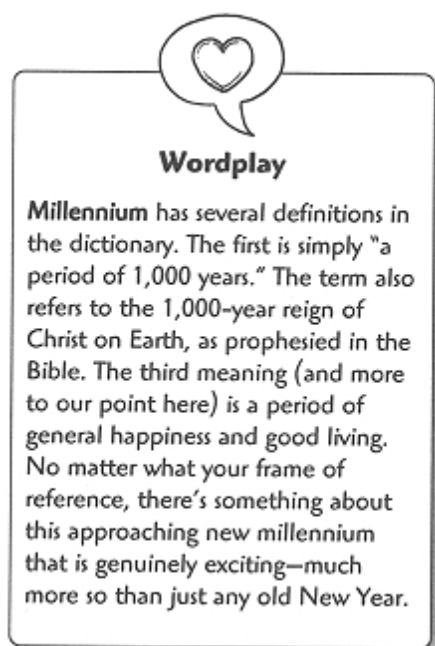 Wordplay
Millennium has several definitions in
the dictionary. The first is simply "a
period of 1,000 years." The term also
refers to the 1,000-year reign of
Christ on Earth, as prophesied in the
Bible. The third meaning (and more
to our point here) is a period of
general happiness and good living.
No matter what your frame of
reference, there's something about
this approaching new millennium
that is genuinely exciting—much
more so than just any old New Year.